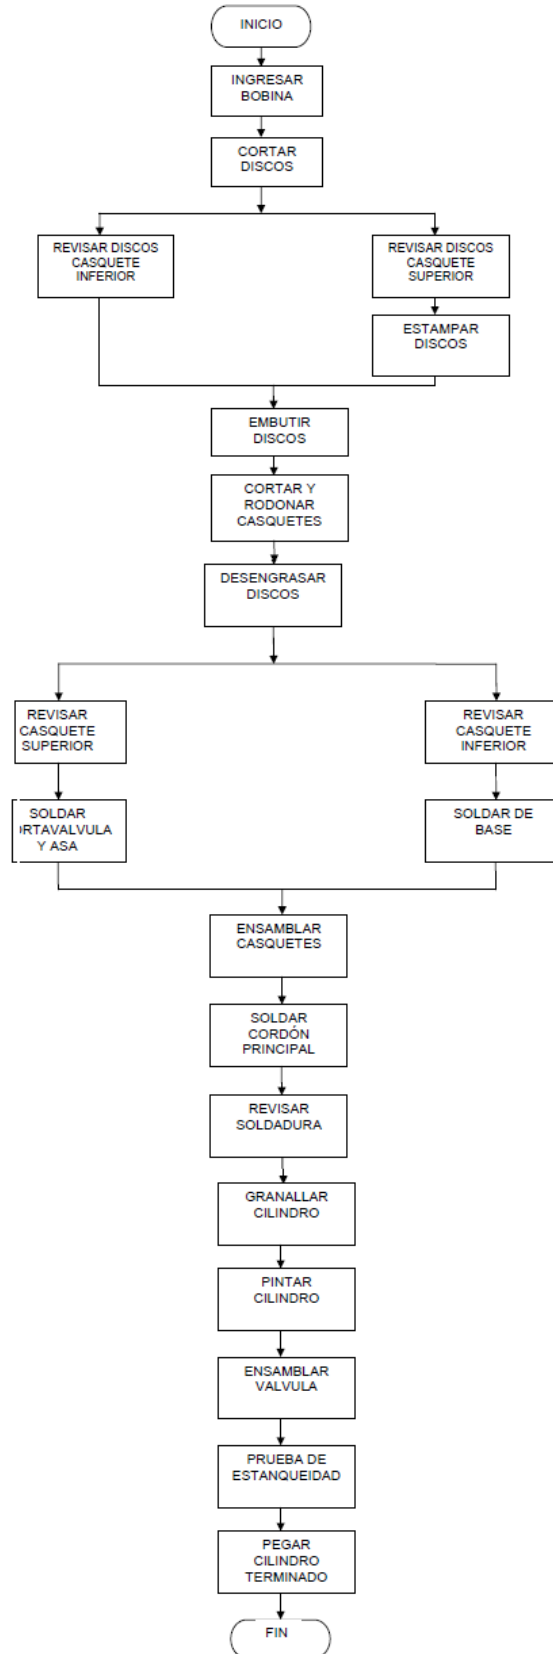 INICIO
INGRESAR
BOBINA
CORTAR
DISCOS
REVISAR DISCOS
CASQUETE
INFERIOR
REVISAR DISCOS
CASQUETE
SUPERIOR
ESTAMPAR
DISCOS
EMBUTIR
DISCOS
CORTAR Y
RODONAR
CASQUETES
DESENGRASAR
DISCOS
REVISAR
CASQUETE
SUPERIOR
REVISAR
CASQUETE
INFERIOR
SOLDAR
ORTAVALVULA
Y ASA
SOLDAR DE
BASE
ENSAMBLAR
CASQUETES
SOLDAR
CORDÓN
PRINCIPAL
REVISAR
SOLDADURA
GRANALLAR
CILINDRO
PINTAR
CILINDRO
ENSAMBLAR
VALVULA
PRUEBA DE
ESTANQUEIDAD
PEGAR
CILINDRO
TERMINADO
FIN